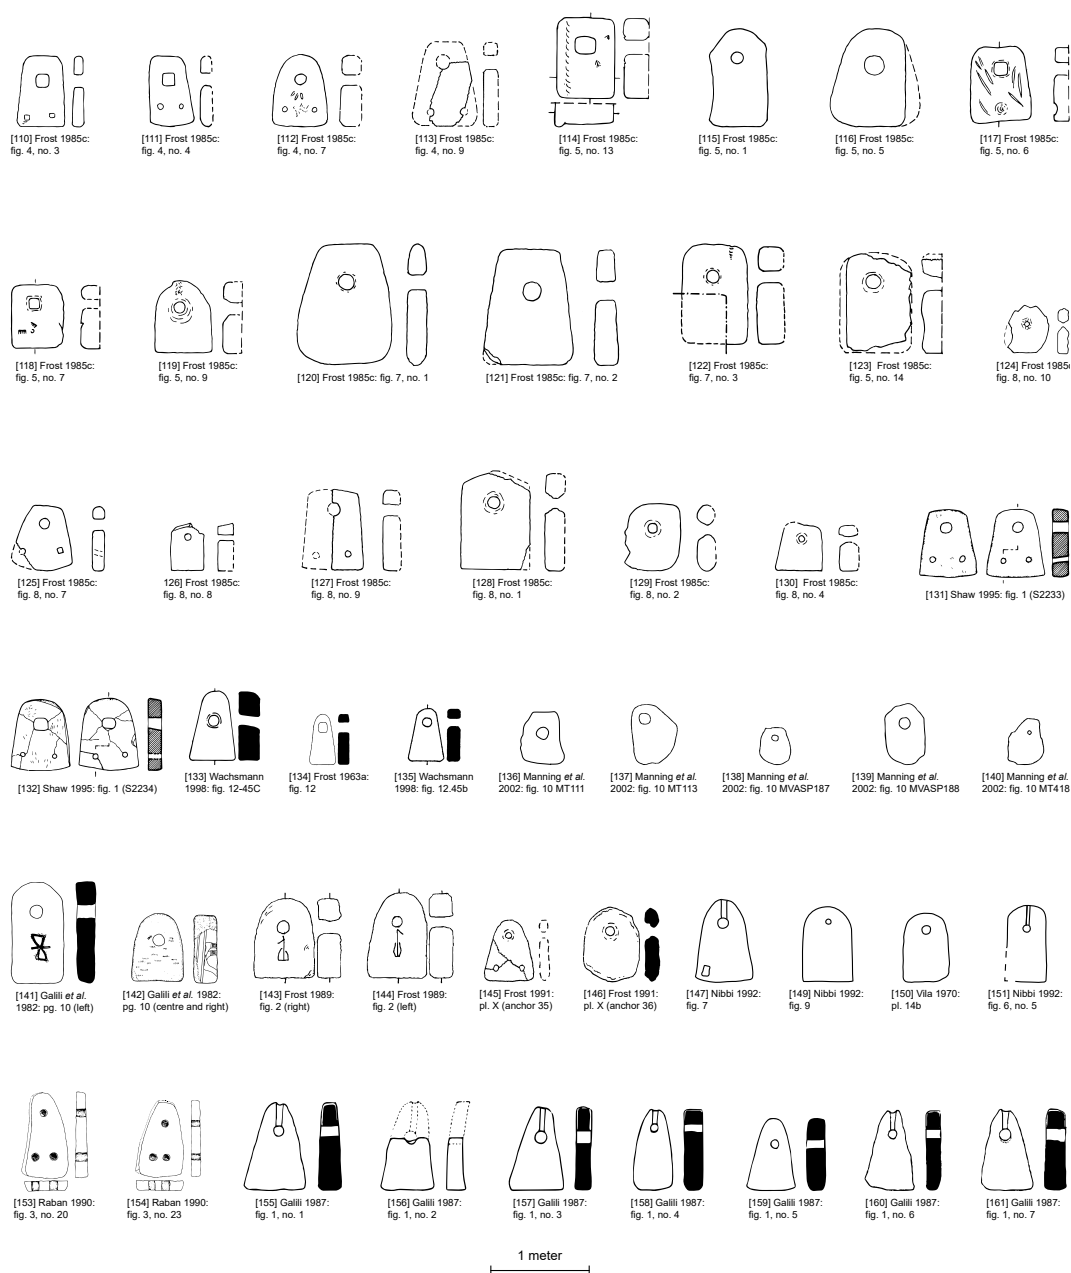 [110] Frost 1985c:
fig. 4, no. 3
[111] Frost 1985c:
fig. 4, no. 4
[112] Frost 1985c:
fig. 4, no. 7
[113] Frost 1985c:
fig. 4, no. 9
[114] Frost 1985c:
fig. 5, no. 13
[115] Frost 1985c:
fig. 5, no. 1
[116] Frost 1985c:
fig. 5, no. 5
[117] Frost 1985c:
fig. 5, no. 6
[118] Frost 1985c:
fig. 5, no. 7
[119] Frost 1985c:
fig. 5, no. 9
[120] Frost 1985c: fig. 7, no. 1
[121] Frost 1985c: fig. 7, no. 2
[122] Frost 1985c:
fig. 7, no. 3
[123] Frost 1985c:
fig. 5, no. 14
[124] Frost 1985c
fig. 8, no. 10
[125] Frost 1985c:
fig. 8, no. 7
126] Frost 1985c:
fig. 8, no. 8
[127] Frost 1985c:
fig. 8, no. 9
[128] Frost 1985c:
fig. 8, no. 1
[129] Frost 1985c:
fig. 8, no. 2
[130] Frost 1985c:
fig. 8, no. 4
[131] Shaw 1995: fig. 1 (S2233)
[132] Shaw 1995: fig. 1 (S2234)
[133] Wachsmann
1998: fig. 12-45C
[134] Frost 1963a:
fig. 12
[135] Wachsmann
1998: fig. 12.45b
[136] Manning et al.
2002: fig. 10 MT111
[137] Manning et al.
2002: fig. 10 MT113
[138] Manning et al.
2002: fig. 10 MVASP187
[139] Manning et al.
2002: fig. 10 MVASP188
[140] Manning et al.
2002: fig. 10 MT418
[141] Galili et al.
1982: pg. 10 (left)
[142] Galili et al. 1982:
pg. 10 (centre and right)
[143] Frost 1989:
fig. 2 (right)
[144] Frost 1989:
fig. 2 (left)
[145] Frost 1991:
pl. X (anchor 35)
[146] Frost 1991:
pl. X (anchor 36)
[147] Nibbi 1992:
fig. 7
[149] Nibbi 1992:
fig. 9
[150] Vila 1970:
pl. 14b
[151] Nibbi 1992:
fig. 6, no. 5
[153] Raban 1990:
fig. 3, no. 20
[154] Raban 1990:
fig. 3, no. 23
[155] Galili 1987:
fig. 1, no. 1
[156] Galili 1987:
fig. 1, no. 2
[157] Galili 1987:
fig. 1, no. 3
[158] Galili 1987:
fig. 1, no. 4
[159] Galili 1987:
fig. 1, no. 5
[160] Galili 1987:
fig. 1, no. 6
[161] Galili 1987:
fig. 1, no. 7
1 meter